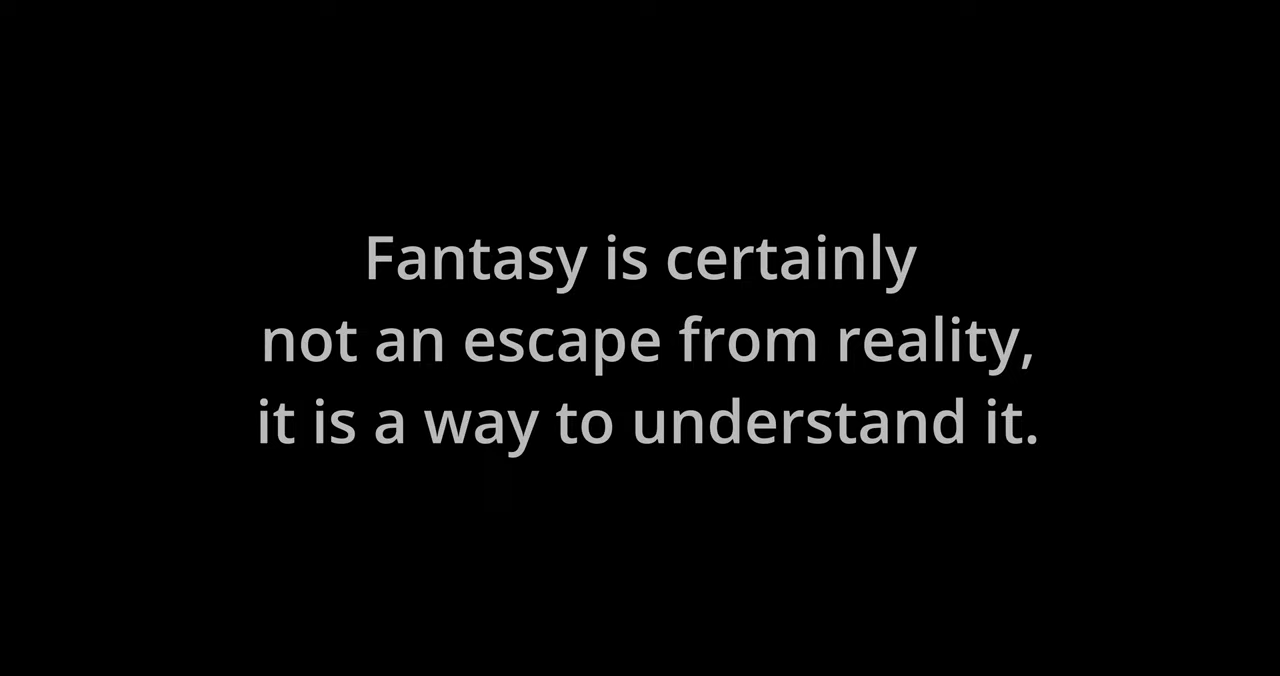 Fantasy is certainly
not an escape from reality,
it is a way to understand it.